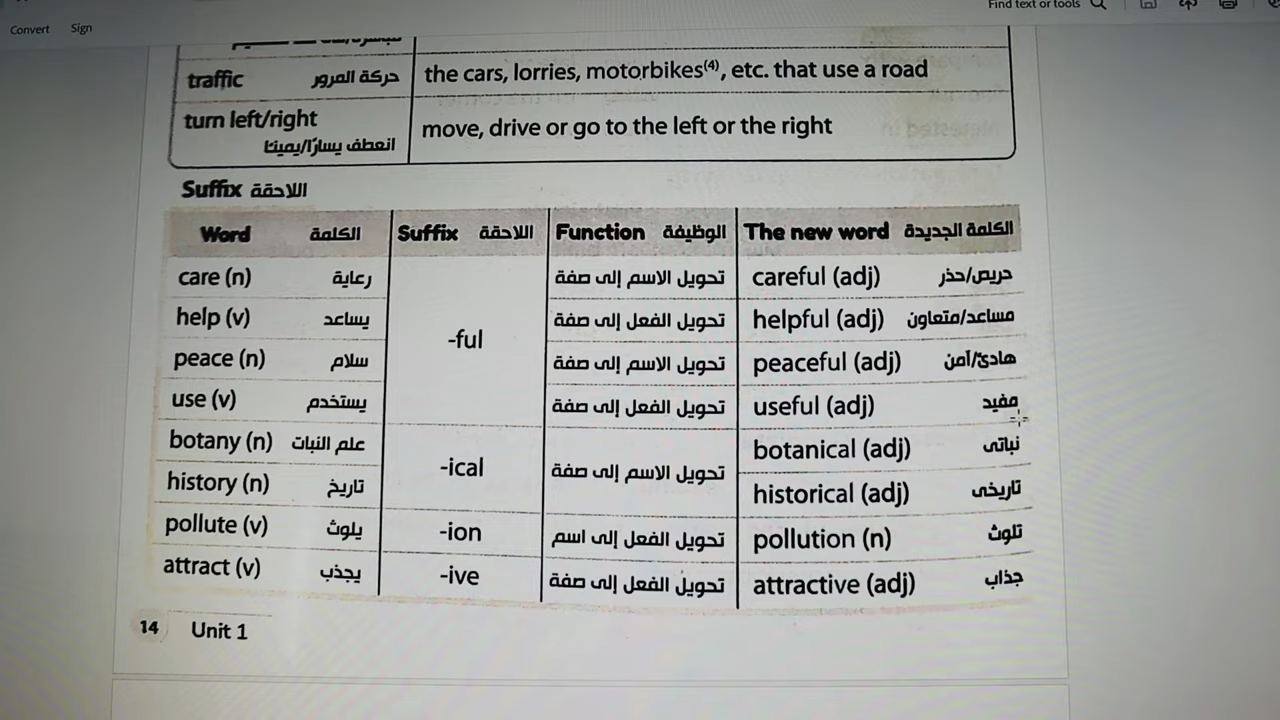 Find text or tools
Convert Sign
traffic حركة المرور the cars, lorries, motorbikes(4), etc. that use a road
turn left/right
انعطف يسارًا/يمينًا move, drive or go to the left or the right
Suffix اللاحقة
Word الكلمة Suffix اللاحقة Function الوظيفة The new word الكلمة الجديدة
care (n) رعاية تحويل الاسم إلى صفة careful (adj) حريص/حذر
help (v) يساعد تحويل الفعل إلى صفة helpful (adj) مساعد/متعاون
-ful
peace (n) سلام تحويل الاسم إلى صفة peaceful (adj) هادئ/آمن
use (v) يستخدم تحويل الفعل إلى صفة useful (adj) مفيد
botany (n) علم النبات botanical (adj) نباتى
-ical تحويل الاسم إلى صفة
history (n) تاريخ historical (adj) تاريخى
pollute (v) يلوث -ion تحويل الفعل إلى اسم pollution (n) تلوث
attract (v) يجذب -ive تحويل الفعل إلى صفة attractive (adj) جذاب
14 Unit 1